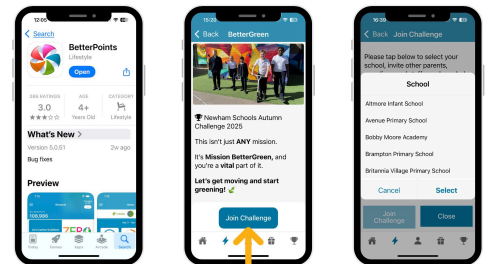 12:05
Search
BetterPoints
Lifestyle
Open
AGE
CATEGORY
3.0
4+
Years Old
Lifestyle
What's New >
Version 5.0.51
2w ago
Bug fixes
Preview
ZERO
Today
Games
Apps
Arcade
Search
15:23
Back
BetterGreen
Newham Schools Autumn
Challenge 2025
This isn't just ANY mission.
It's Mission BetterGreen, and
you're a vital part of it.
Let's get moving and start
greening!
Join Challenge
16:39
Back
Join Challenge
Please tap below to select your
school, invite other parents,
School
Altmore Infant School
Avenue Primary School
Bobby Moore Academy
Brampton Primary School
Britannia Village Primary School
Cancel
Select
Join
Challenge
Close